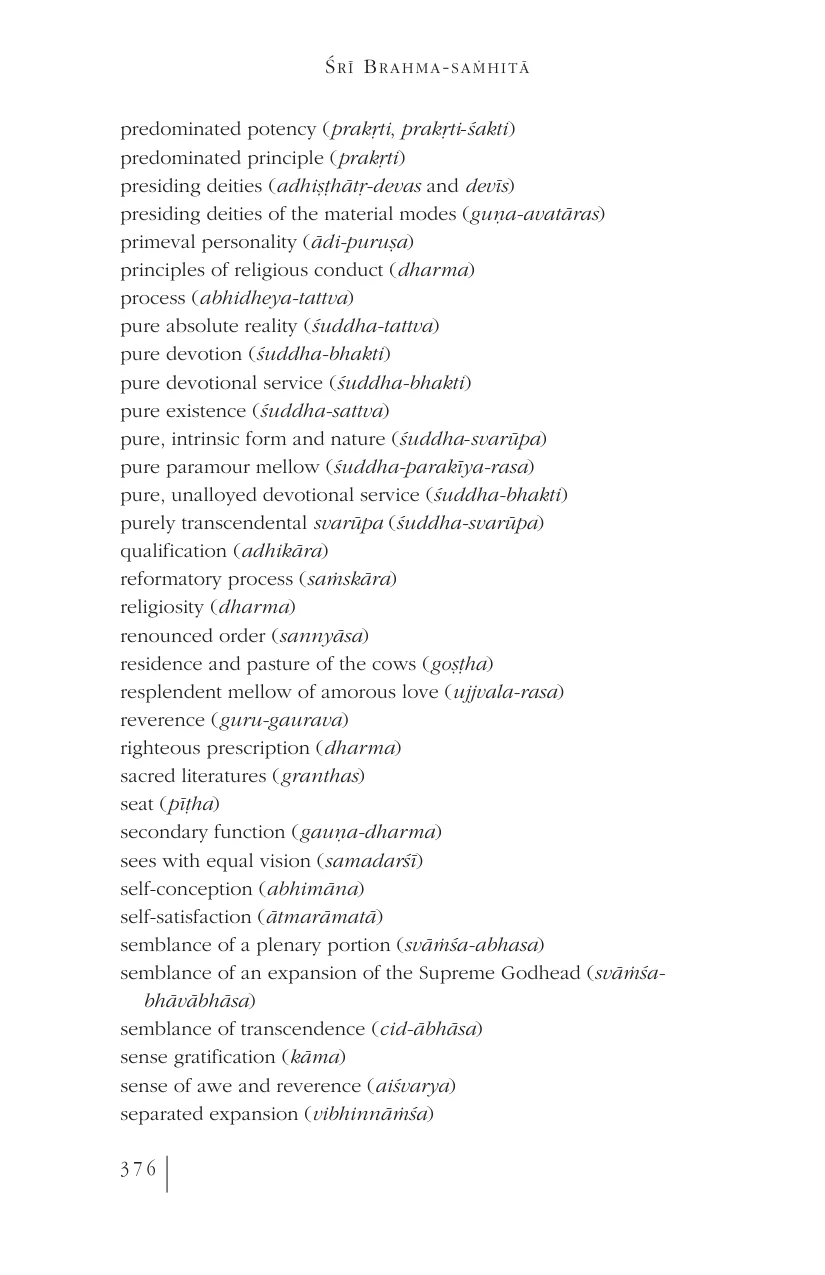 ŚRĪ BRAHMA-SAṀHITĀ
predominated potency (prakṛti, prakṛti-śakti)
predominated principle (prakṛti)
presiding deities (adhiṣṭhātṛ-devas and devīs)
presiding deities of the material modes (guṇa-avatāras)
primeval personality (ādi-puruṣa)
principles of religious conduct (dharma)
process (abhidheya-tattva)
pure absolute reality (śuddha-tattva)
pure devotion (śuddha-bhakti)
pure devotional service (śuddha-bhakti)
pure existence (śuddha-sattva)
pure, intrinsic form and nature (śuddha-svarūpa)
pure paramour mellow (śuddha-parakīya-rasa)
pure, unalloyed devotional service (śuddha-bhakti)
purely transcendental svarūpa (śuddha-svarūpa)
qualification (adhikāra)
reformatory process (saṁskāra)
religiosity (dharma)
renounced order (sannyāsa)
residence and pasture of the cows (goṣṭha)
resplendent mellow of amorous love (ujjvala-rasa)
reverence (guru-gaurava)
righteous prescription (dharma)
sacred literatures (granthas)
seat (pīṭha)
secondary function (gauṇa-dharma)
sees with equal vision (samadarśī)
self-conception (abhimāna)
self-satisfaction (ātmarāmatā)
semblance of a plenary portion (svāṁśa-abhasa)
semblance of an expansion of the Supreme Godhead (svāṁśa-
bhāvābhāsa)
semblance of transcendence (cid-ābhāsa)
sense gratification (kāma)
sense of awe and reverence (aiśvarya)
separated expansion (vibhinnāṁśa)
376